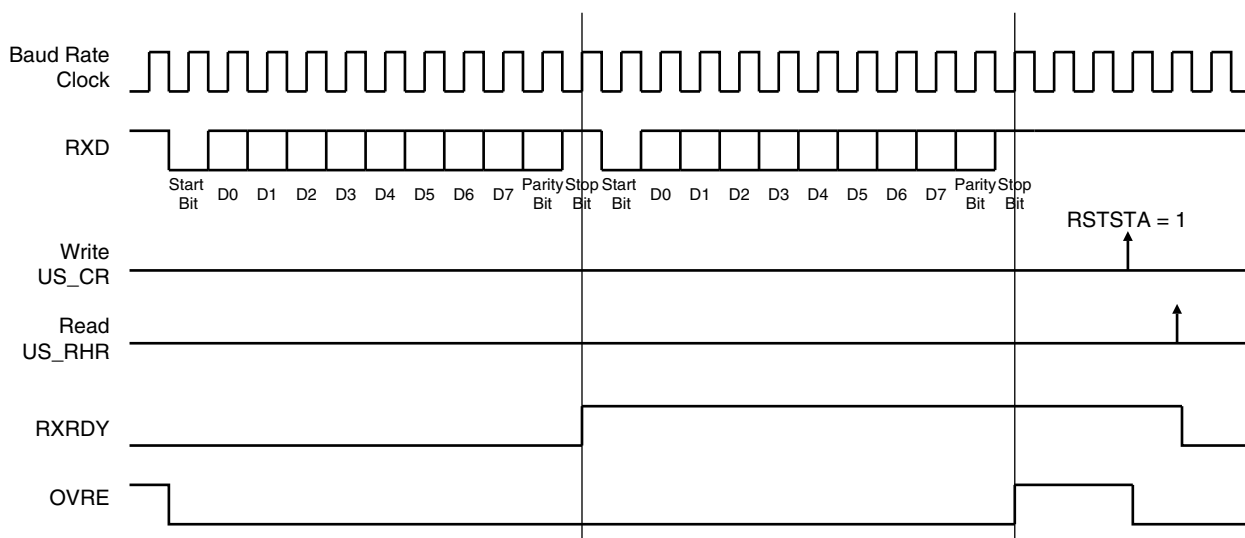 Baud Rate
Clock
RXD
Start
Bit
D0
D1
D2
D3
D4
D5
D6
D7
Parity
Bit
Stop
Bit
Start
Bit
D0
D1
D2
D3
D4
D5
D6
D7
Parity
Bit
Stop
Bit
RSTSTA = 1
Write
US_CR
Read
US_RHR
RXRDY
OVRE